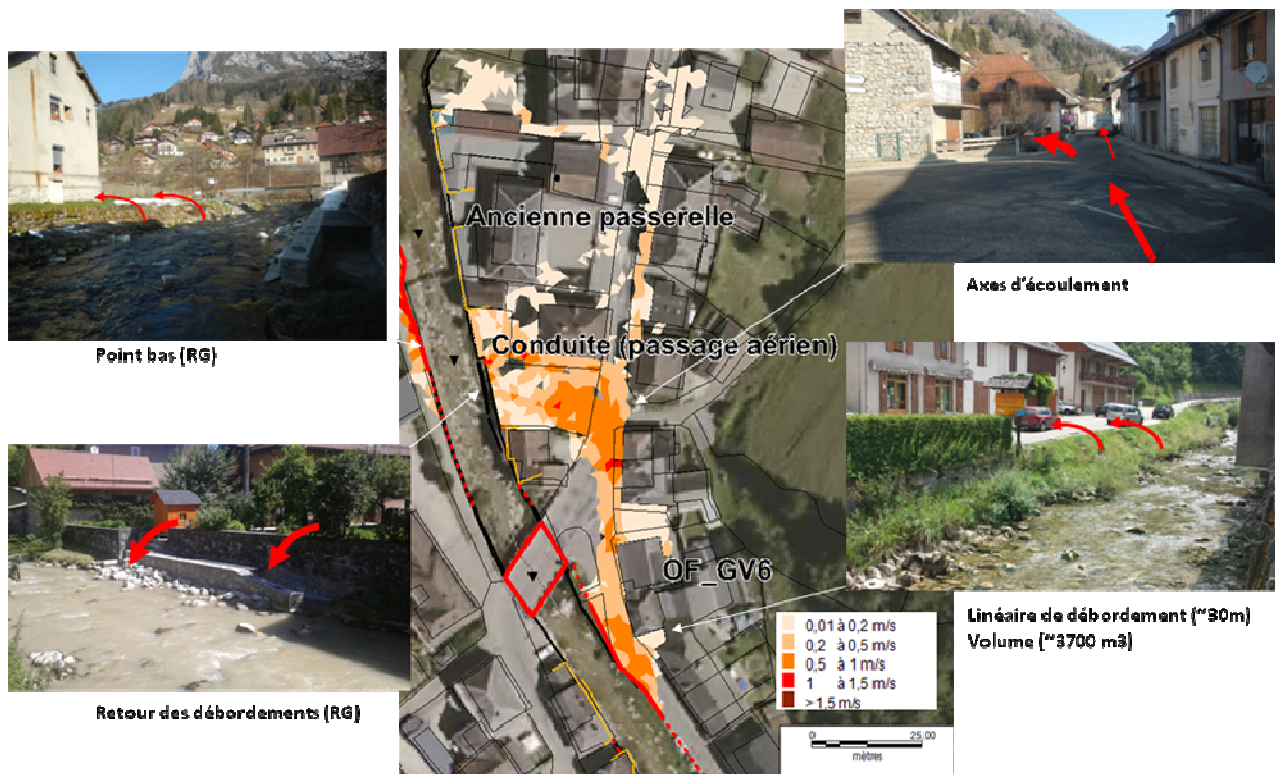 Point bas (RG)
Retour des débordements (RG)
Ancienne passerelle
Conduite (passage aérien)
OF_GV6
0,01 à 0,2 m/s
0,2 à 0,5 m/s
0,5 à 1 m/s
1 à 1,5 m/s
>1,5 m/s
0 25,00
mètres
Axes d'écoulement
Linéaire de débordement (~30m)
Volume (~3700 m3)